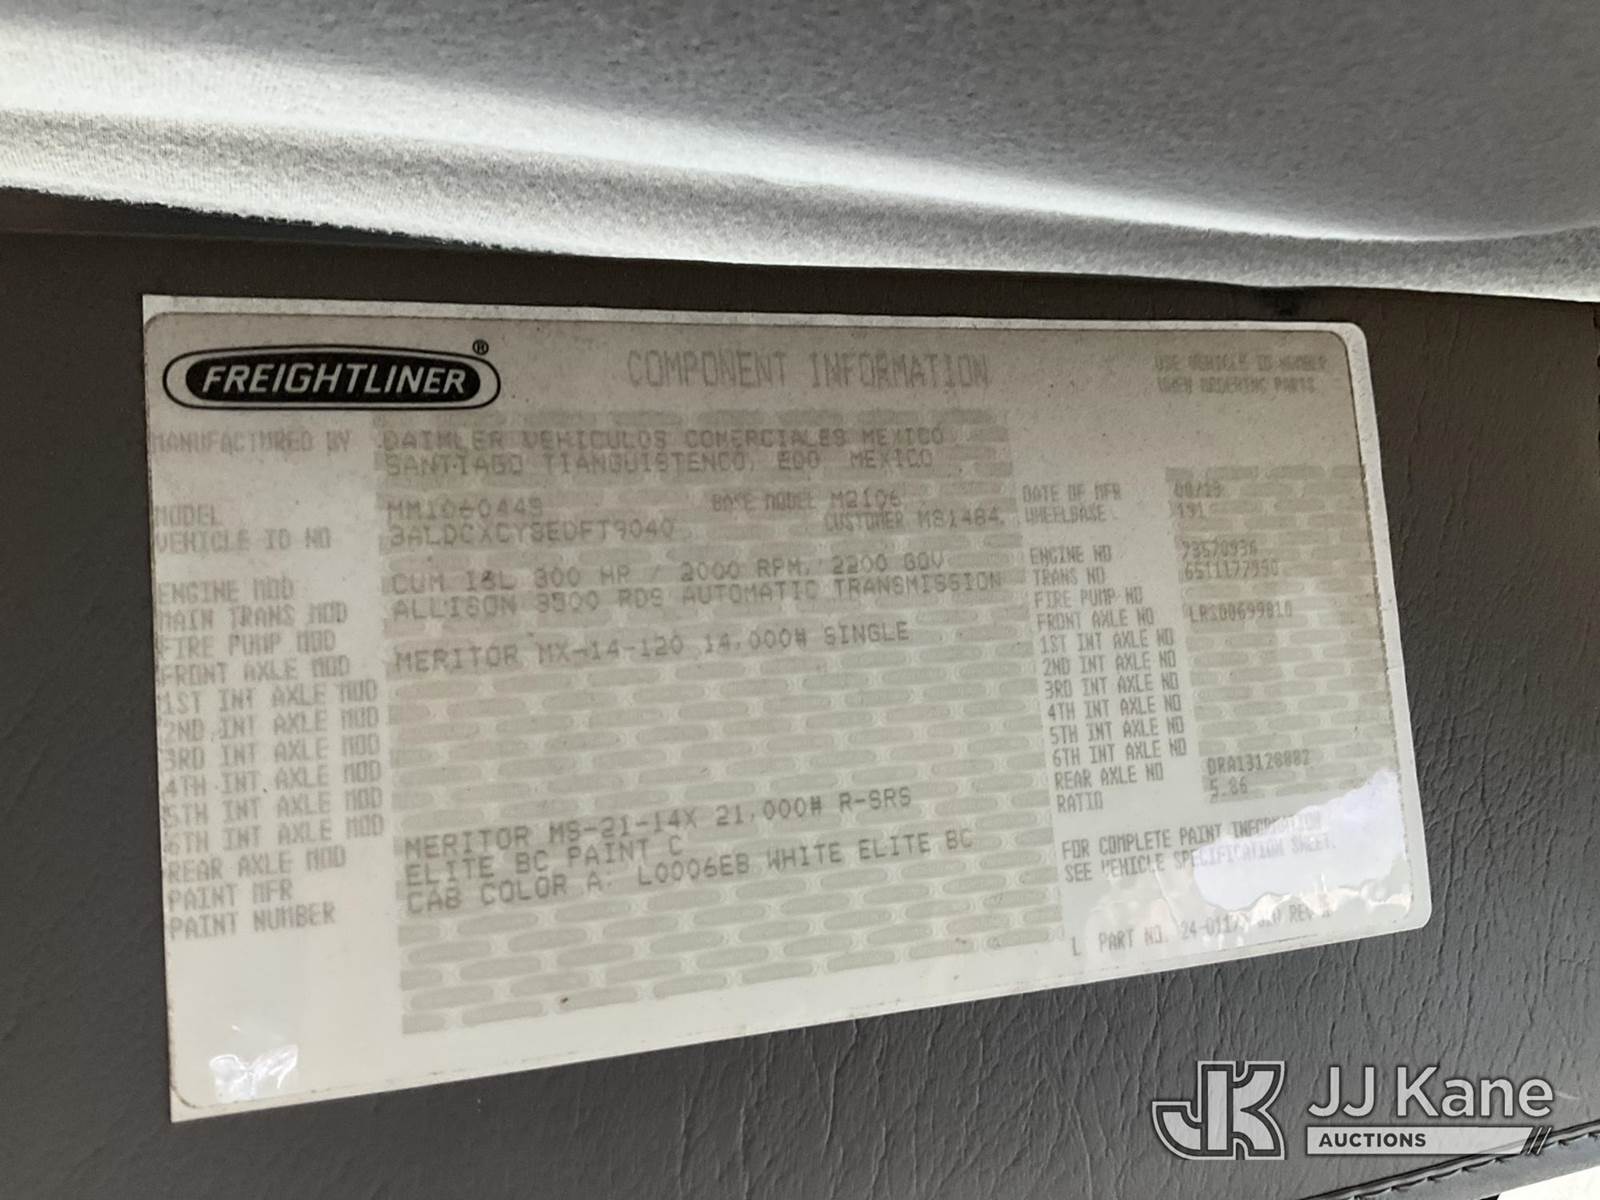 FREIGHTLINER ®
COMPONENT INFORMATION
USE VEHICLE ID NUMBER
WHEN ORDERING PARTS
MANUFACTURED BY DAIMLER VEHICULOS COMERCIALES MEXICO
SANTIAGO TIANGUISTENCO, EDO MEXICO
MODEL MM106044S BASE MODEL M2106 DATE OF MFR
VEHICLE ID NO CUSTOMER MS1484 WHEELBASE 191
ENGINE MOD CUM ISL 300 HP / 2000 RPM, 2200 GOV ENGINE NO
MAIN TRANS MOD ALLISON 3500 RDS AUTOMATIC TRANSMISSION TRANS NO
FIRE PUMP MOD FIRE PUMP NO
FRONT AXLE MOD MERITOR MX-14-120 14,000# SINGLE FRONT AXLE NO
1ST INT AXLE MOD 1ST INT AXLE NO
2ND INT AXLE MOD 2ND INT AXLE NO
3RD INT AXLE MOD 3RD INT AXLE NO
4TH INT AXLE MOD 4TH INT AXLE NO
5TH INT AXLE MOD 5TH INT AXLE NO
6TH INT AXLE MOD 6TH INT AXLE NO
REAR AXLE MOD MERITOR MS-21-14X 21,000# R-SRS REAR AXLE NO
PAINT MFR ELITE BC PAINT C RATIO 5.86
PAINT NUMBER CAB COLOR A: L0006EB WHITE ELITE BC
FOR COMPLETE PAINT INFORMATION
SEE VEHICLE SPECIFICATION SHEET.
L PART NO.
JK JJ Kane
AUCTIONS